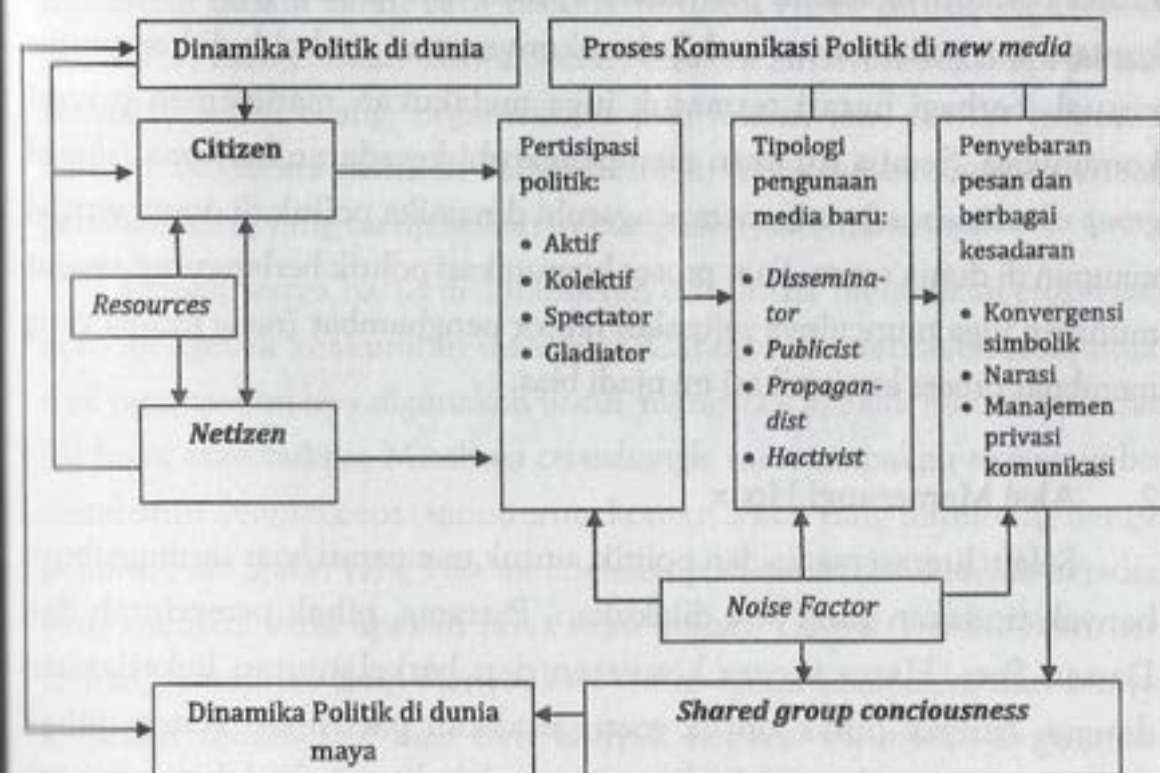 Dinamika Politik di dunia
Proses Komunikasi Politik di new media
Citizen
Resources
Netizen
Pertisipasi
politik:
• Aktif
• Kolektif
• Spectator
• Gladiator
Tipologi
pengunaan
media baru:
• Dissemina-
tor
• Publicist
• Propagan-
dist
• Hactivist
Penyebaran
pesan dan
berbagai
kesadaran
• Konvergensi
simbolik
• Narasi
• Manajemen
privasi
komunikasi
Noise Factor
Dinamika Politik di dunia
maya
Shared group conciousness